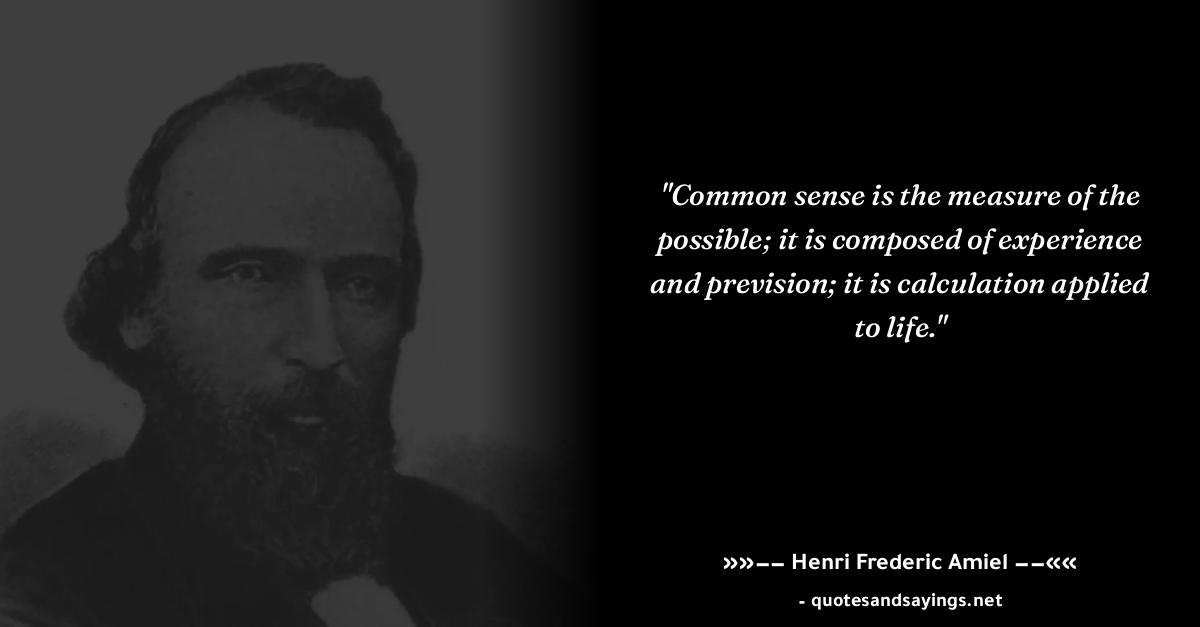 "Common sense is the measure of the
possible; it is composed of experience
and prevision; it is calculation applied
to life."
»»–– Henri Frederic Amiel ––««
- quotesandsayings.net